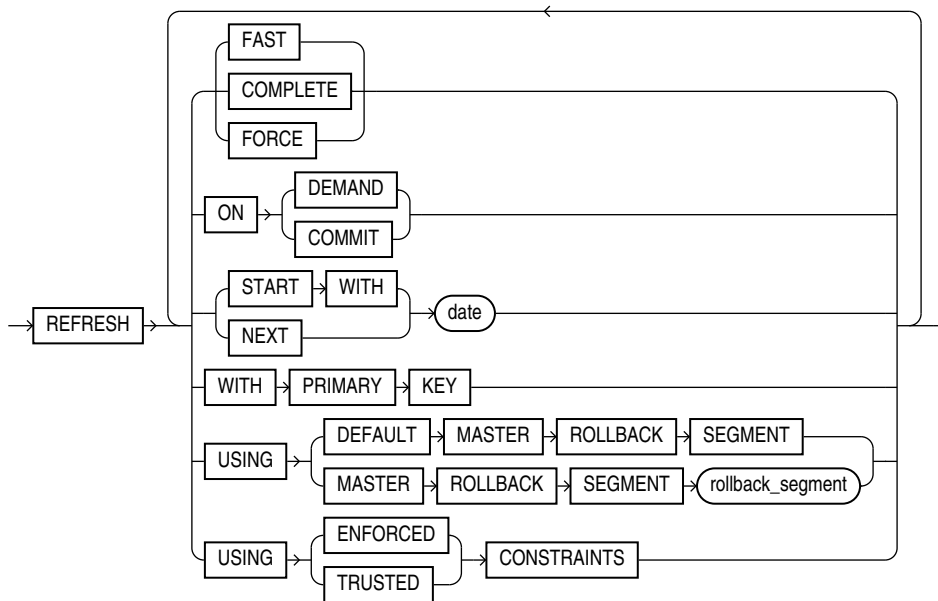 FAST
COMPLETE
FORCE
ON DEMAND
COMMIT
START WITH
NEXT
date
REFRESH
WITH PRIMARY KEY
USING DEFAULT MASTER ROLLBACK SEGMENT
MASTER ROLLBACK SEGMENT rollback_segment
USING ENFORCED
TRUSTED
CONSTRAINTS